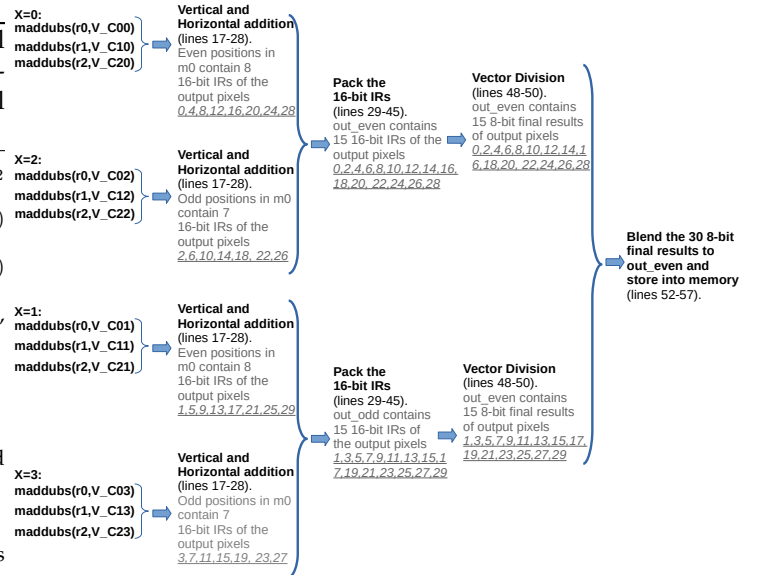 X=0:
maddubs(r0,V_C00)
maddubs(r1,V_C10)
maddubs(r2,V_C20)
Vertical and
Horizontal addition
(lines 17-28).
Even positions in
m0 contain 8
16-bit IRs of the
output pixels
0,4,8,12,16,20,24,28
X=2:
maddubs(r0,V_C02)
maddubs(r1,V_C12)
maddubs(r2,V_C22)
Vertical and
Horizontal addition
(lines 17-28).
Odd positions in m0
contain 7
16-bit IRs of the
output pixels
2,6,10,14,18, 22,26
Pack the
16-bit IRs
(lines 29-45).
out_even contains
15 16-bit IRs of the
output pixels
0,2,4,6,8,10,12,14,16,
18,20, 22,24,26,28
Vector Division
(lines 48-50).
out_even contains
15 8-bit final results
of output pixels
0,2,4,6,8,10,12,14,1
6,18,20, 22,24,26,28
X=1:
maddubs(r0,V_C01)
maddubs(r1,V_C11)
maddubs(r2,V_C21)
Vertical and
Horizontal addition
(lines 17-28).
Even positions in
m0 contain 8
16-bit IRs of the
output pixels
1,5,9,13,17,21,25,29
X=3:
maddubs(r0,V_C03)
maddubs(r1,V_C13)
maddubs(r2,V_C23)
Vertical and
Horizontal addition
(lines 17-28).
Odd positions in m0
contain 7
16-bit IRs of the
output pixels
3,7,11,15,19, 23,27
Pack the
16-bit IRs
(lines 29-45).
out_odd contains
15 16-bit IRs of
the output pixels
1,3,5,7,9,11,13,15,1
7,19,21,23,25,27,29
Vector Division
(lines 48-50).
out_even contains
15 8-bit final results
of output pixels
1,3,5,7,9,11,13,15,17,
19,21,23,25,27,29
Blend the 30 8-bit
final results to
out_even and
store into memory
(lines 52-57).